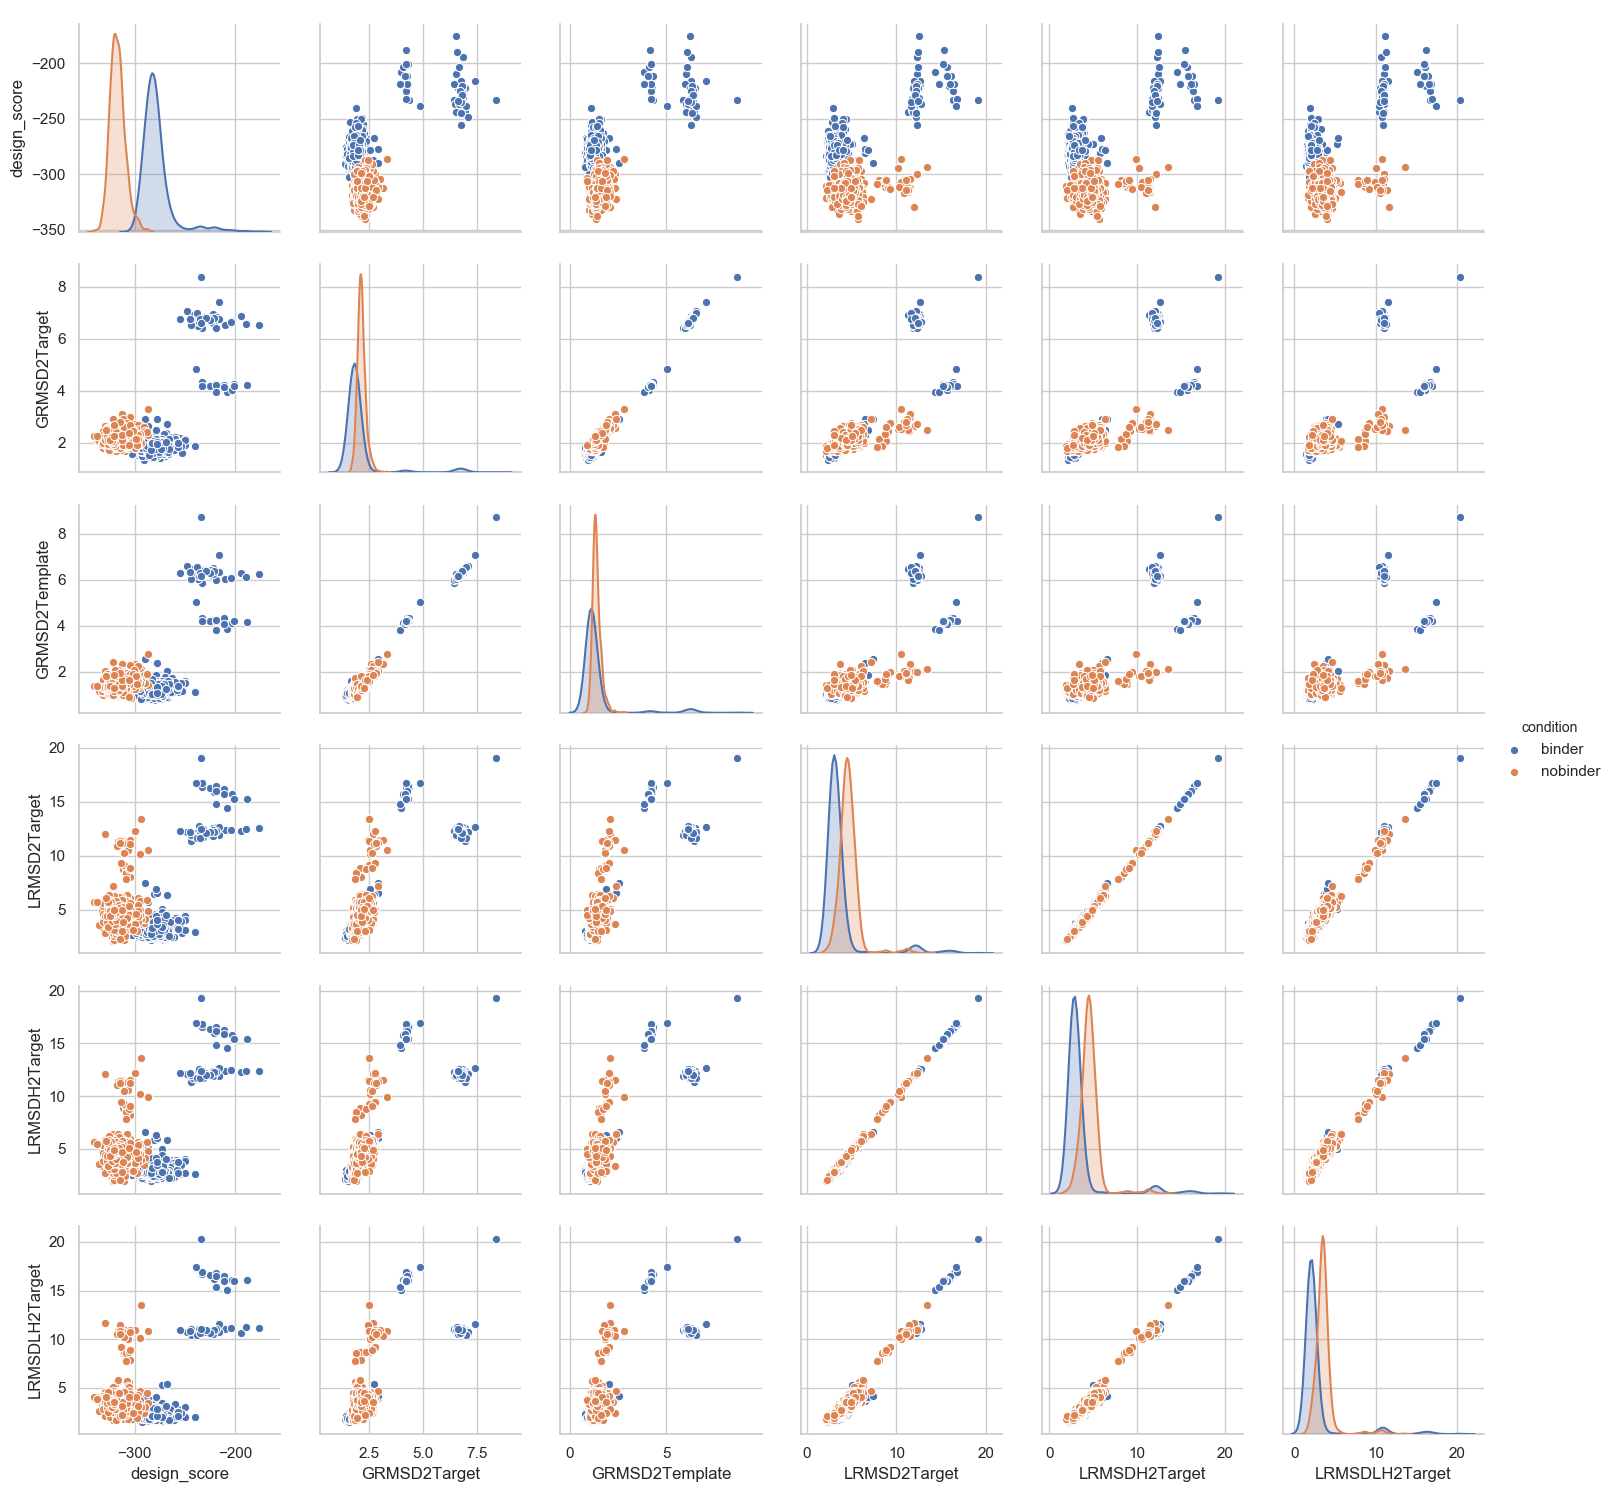 design_score
−200
−250
−300
−350
GRMSD2Target
8
6
4
2
GRMSD2Template
8
6
4
2
LRMSD2Target
20
15
10
5
condition
binder
nobinder
LRMSDH2Target
20
15
10
5
LRMSDLH2Target
20
15
10
5
−300 −200
2.5 5.0 7.5
0 5
0 10 20
0 10 20
0 10 20
design_score
GRMSD2Target
GRMSD2Template
LRMSD2Target
LRMSDH2Target
LRMSDLH2Target